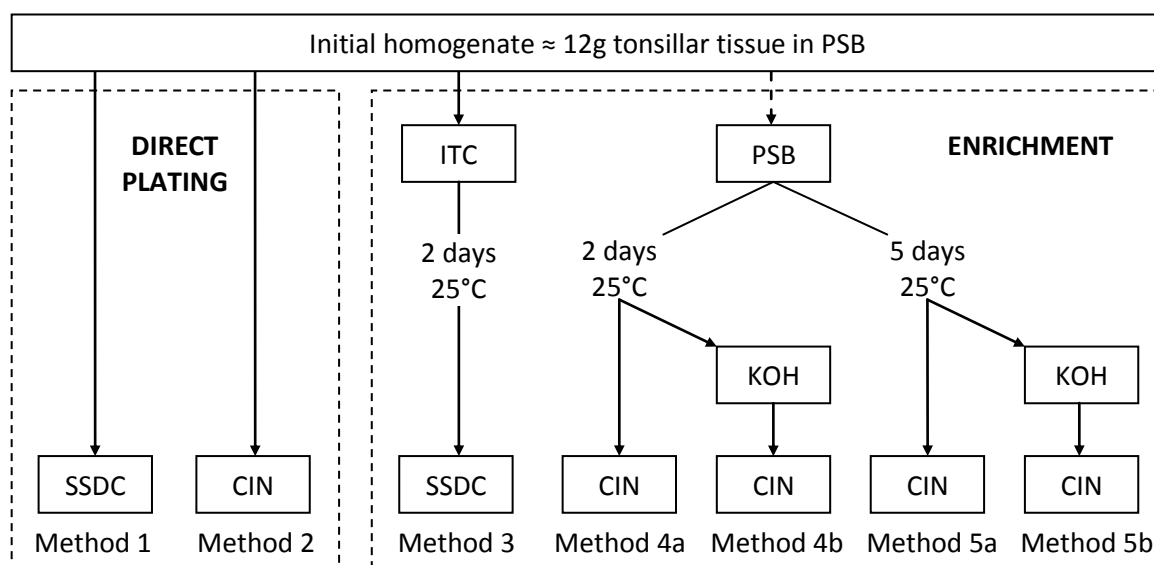 Initial homogenate ≈ 12g tonsillar tissue in PSB
DIRECT
PLATING
ENRICHMENT
ITC
PSB
2 days
25°C
2 days
25°C
5 days
25°C
KOH
KOH
SSDC
CIN
SSDC
CIN
CIN
CIN
CIN
Method 1
Method 2
Method 3
Method 4a
Method 4b
Method 5a
Method 5b